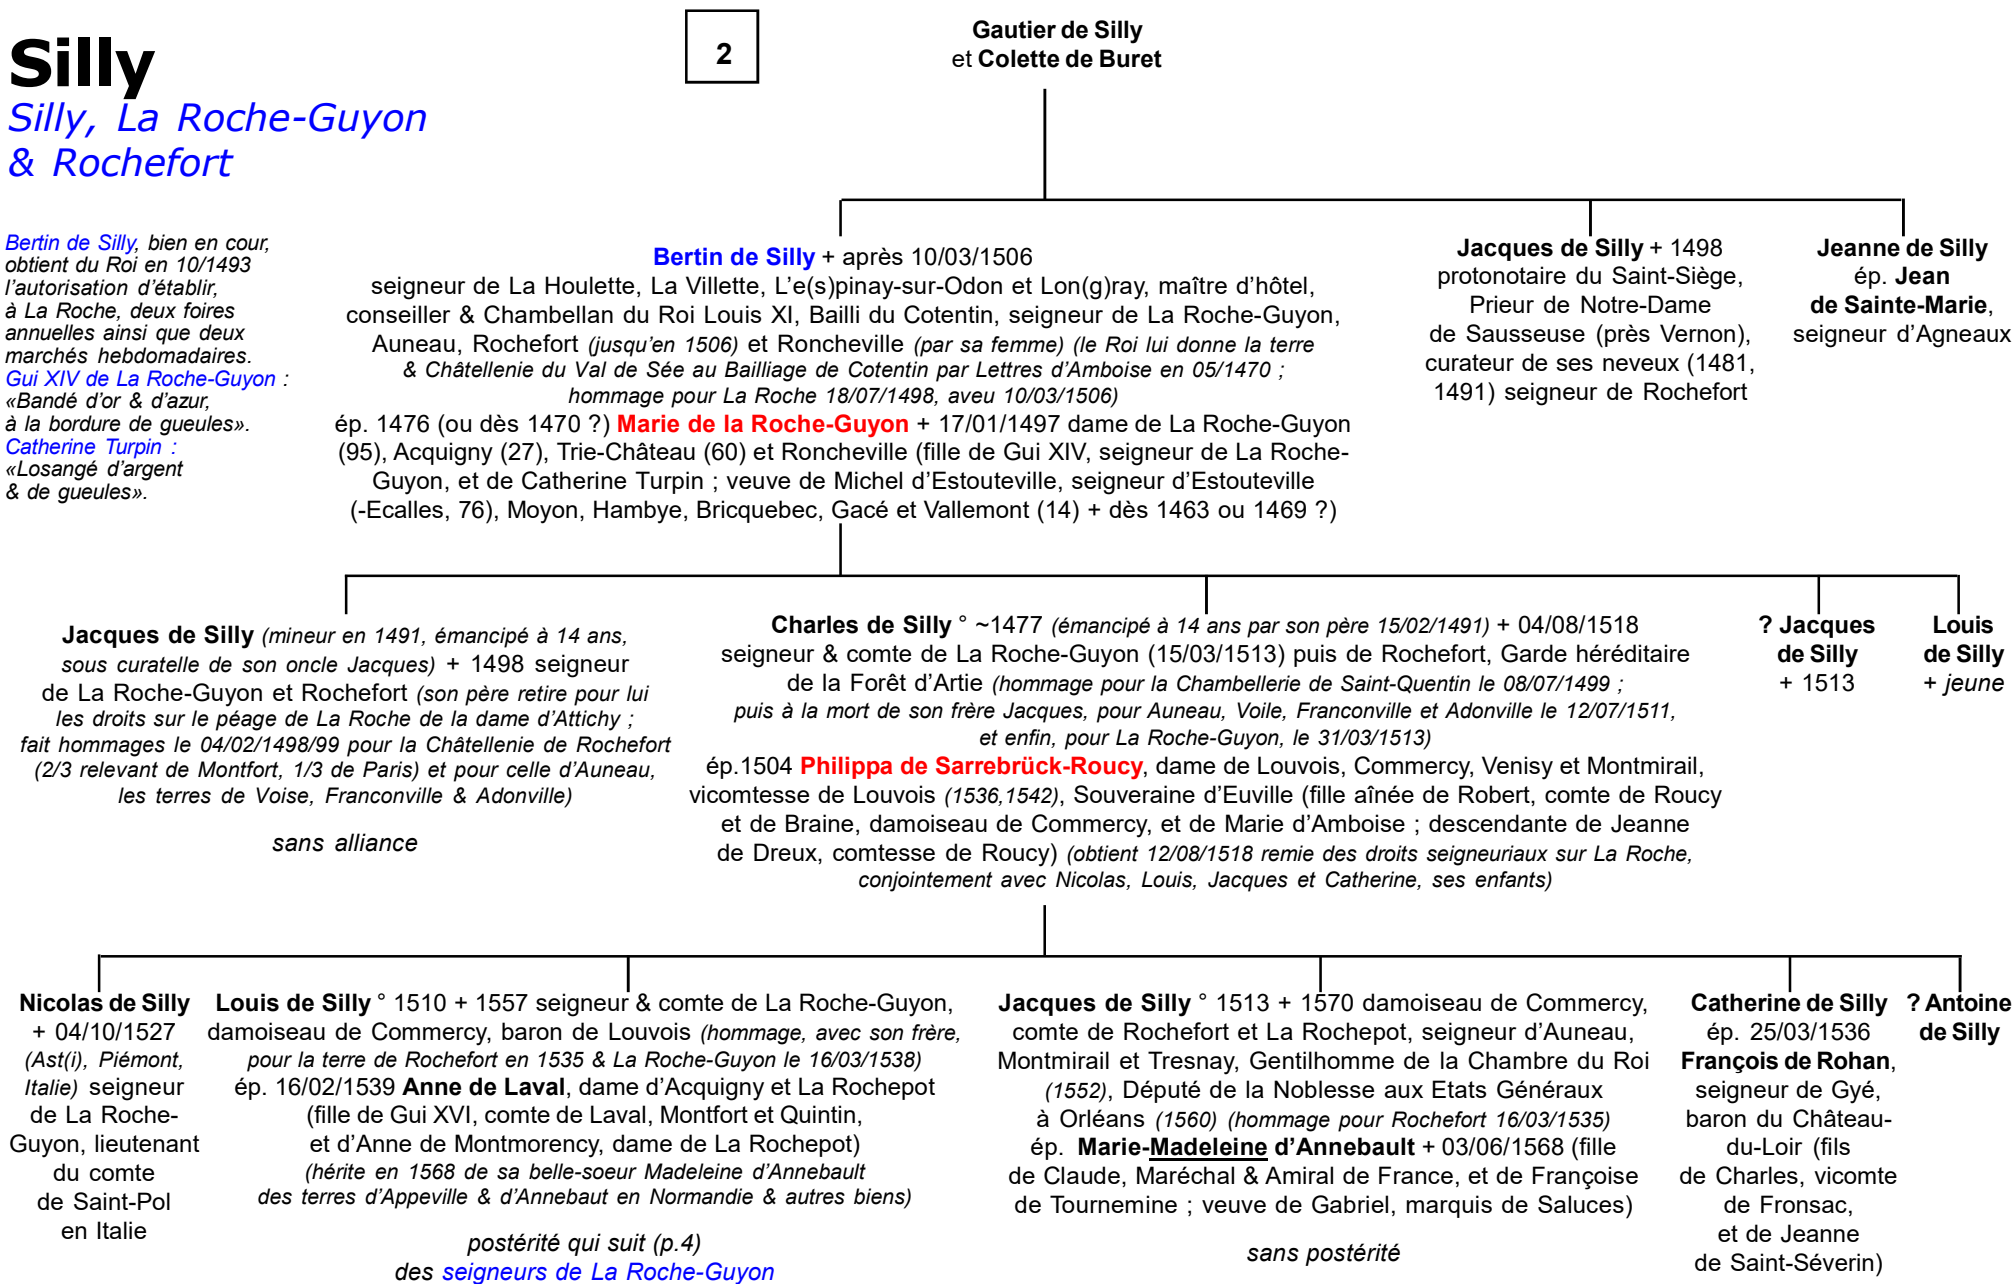 Silly
Silly, La Roche-Guyon
& Rochefort
2
Gautier de Silly
et Colette de Buret
Bertin de Silly, bien en cour,
obtient du Roi en 10/1493
l'autorisation d'établir,
à La Roche, deux foires
annuelles ainsi que deux
marchés hebdomadaires.
Gui XIV de La Roche-Guyon :
«Bandé d'or & d'azur,
à la bordure de gueules».
Catherine Turpin :
«Losangé d'argent
& de gueules».
Bertin de Silly + après 10/03/1506
seigneur de La Houlette, La Villette, L'e(s)pinay-sur-Odon et Lon(g)ray, maître d'hôtel,
conseiller & Chambellan du Roi Louis XI, Bailli du Cotentin, seigneur de La Roche-Guyon,
Auneau, Rochefort (jusqu'en 1506) et Roncheville (par sa femme) (le Roi lui donne la terre
& Châtellenie du Val de Sée au Bailliage de Cotentin par Lettres d'Amboise en 05/1470 ;
hommage pour La Roche 18/07/1498, aveu 10/03/1506)
ép. 1476 (ou dès 1470 ?) Marie de la Roche-Guyon + 17/01/1497 dame de La Roche-Guyon
(95), Acquigny (27), Trie-Château (60) et Roncheville (fille de Gui XIV, seigneur de La Roche-
Guyon, et de Catherine Turpin ; veuve de Michel d'Estouteville, seigneur d'Estouteville
(-Ecalles, 76), Moyon, Hambye, Bricquebec, Gacé et Vallemont (14) + dès 1463 ou 1469 ?)
Jacques de Silly + 1498
protonotaire du Saint-Siège,
Prieur de Notre-Dame
de Sausseuse (près Vernon),
curateur de ses neveux (1481,
1491) seigneur de Rochefort
Jeanne de Silly
ép. Jean
de Sainte-Marie,
seigneur d'Agneaux
Jacques de Silly (mineur en 1491, émancipé à 14 ans,
sous curatelle de son oncle Jacques) + 1498 seigneur
de La Roche-Guyon et Rochefort (son père retire pour lui
les droits sur le péage de La Roche de la dame d'Attichy ;
fait hommages le 04/02/1498/99 pour la Châtellenie de Rochefort
(2/3 relevant de Montfort, 1/3 de Paris) et pour celle d'Auneau,
les terres de Voise, Franconville & Adonville)
sans alliance
Charles de Silly ° ~1477 (émancipé à 14 ans par son père 15/02/1491) + 04/08/1518
seigneur & comte de La Roche-Guyon (15/03/1513) puis de Rochefort, Garde héréditaire
de la Forêt d'Artie (hommage pour la Chambellerie de Saint-Quentin le 08/07/1499 ;
puis à la mort de son frère Jacques, pour Auneau, Voile, Franconville et Adonville le 12/07/1511,
et enfin, pour La Roche-Guyon, le 31/03/1513)
ép.1504 Philippa de Sarrebrück-Roucy, dame de Louvois, Commercy, Venisy et Montmirail,
vicomtesse de Louvois (1536,1542), Souveraine d'Euville (fille aînée de Robert, comte de Roucy
et de Braine, damoiseau de Commercy, et de Marie d'Amboise ; descendante de Jeanne
de Dreux, comtesse de Roucy) (obtient 12/08/1518 remie des droits seigneuriaux sur La Roche,
conjointement avec Nicolas, Louis, Jacques et Catherine, ses enfants)
? Jacques
de Silly
+ 1513
Louis
de Silly
+ jeune
Nicolas de Silly
+ 04/10/1527
(Ast(i), Piémont,
Italie) seigneur
de La Roche-
Guyon, lieutenant
du comte
de Saint-Pol
en Italie
Louis de Silly ° 1510 + 1557 seigneur & comte de La Roche-Guyon,
damoiseau de Commercy, baron de Louvois (hommage, avec son frère,
pour la terre de Rochefort en 1535 & La Roche-Guyon le 16/03/1538)
ép. 16/02/1539 Anne de Laval, dame d'Acquigny et La Rochepot
(fille de Gui XVI, comte de Laval, Montfort et Quintin,
et d'Anne de Montmorency, dame de La Rochepot)
(hérite en 1568 de sa belle-soeur Madeleine d'Annebault
des terres d'Appeville & d'Annebaut en Normandie & autres biens)
postérité qui suit (p.4)
des seigneurs de La Roche-Guyon
Jacques de Silly ° 1513 + 1570 damoiseau de Commercy,
comte de Rochefort et La Rochepot, seigneur d'Auneau,
Montmirail et Tresnay, Gentilhomme de la Chambre du Roi
(1552), Député de la Noblesse aux Etats Généraux
à Orléans (1560) (hommage pour Rochefort 16/03/1535)
ép. Marie-Madeleine d'Annebault + 03/06/1568 (fille
de Claude, Maréchal & Amiral de France, et de Françoise
de Tournemine ; veuve de Gabriel, marquis de Saluces)
sans postérité
Catherine de Silly
ép. 25/03/1536
François de Rohan,
seigneur de Gyé,
baron du Château-
du-Loir (fils
de Charles, vicomte
de Fronsac,
et de Jeanne
de Saint-Séverin)
? Antoine
de Silly